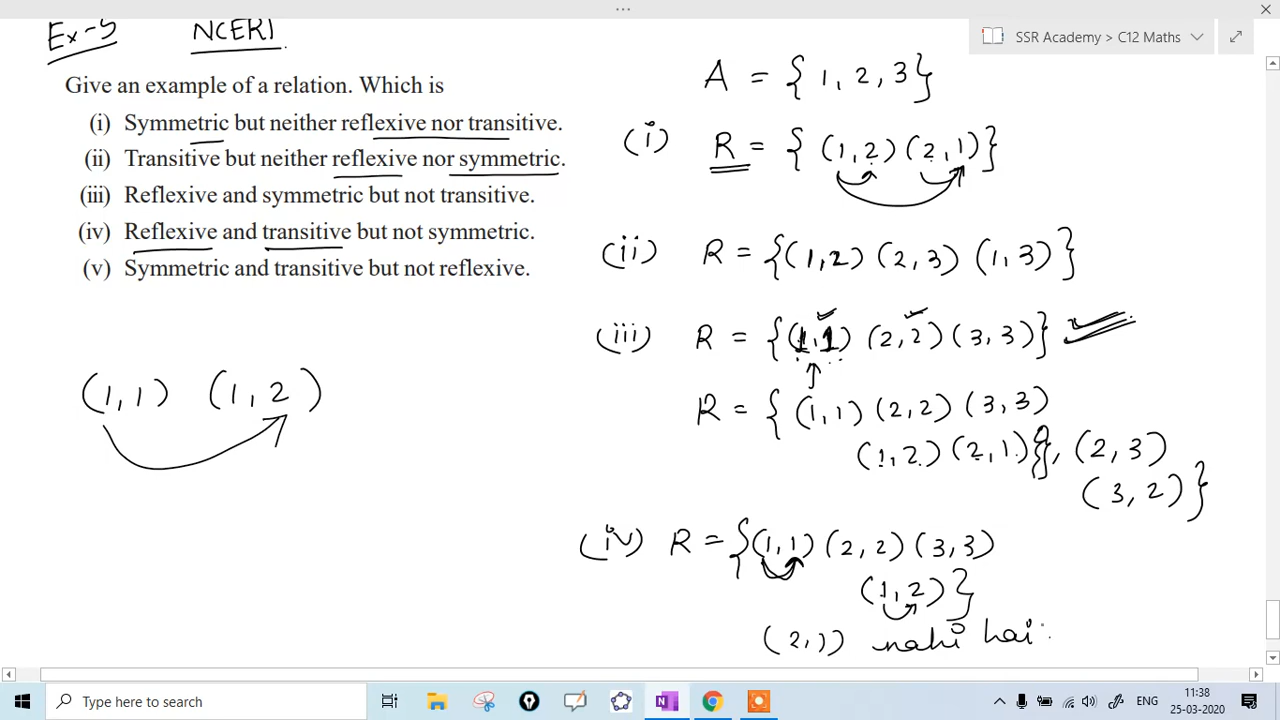 SSR Academy > C12 Maths
Ex-5 NCERT
Give an example of a relation. Which is
(i) Symmetric but neither reflexive nor transitive.
(ii) Transitive but neither reflexive nor symmetric.
(iii) Reflexive and symmetric but not transitive.
(iv) Reflexive and transitive but not symmetric.
(v) Symmetric and transitive but not reflexive.
(1,1) (1,2)
A = {1,2,3}
(i) R = {(1,2)(2,1)}
(ii) R = {(1,2)(2,3)(1,3)}
(iii) R = {(1,1)(2,2)(3,3)}
R = {(1,1)(2,2)(3,3)
(1,2)(2,1)}, (2,3)
(3,2)}
(iv) R = {(1,1)(2,2)(3,3)
(1,2)}
(2,1) nahi hai
Type here to search
ENG
11:38
25-03-2020